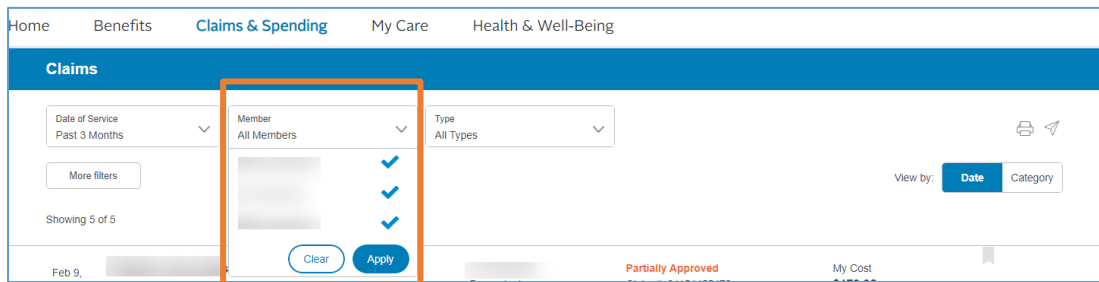 Home Benefits Claims & Spending My Care Health & Well-Being
Claims
Date of Service Member Type
Past 3 Months All Members All Types
More filters View by: Date Category
Showing 5 of 5
Clear Apply
Feb 9, Partially Approved My Cost